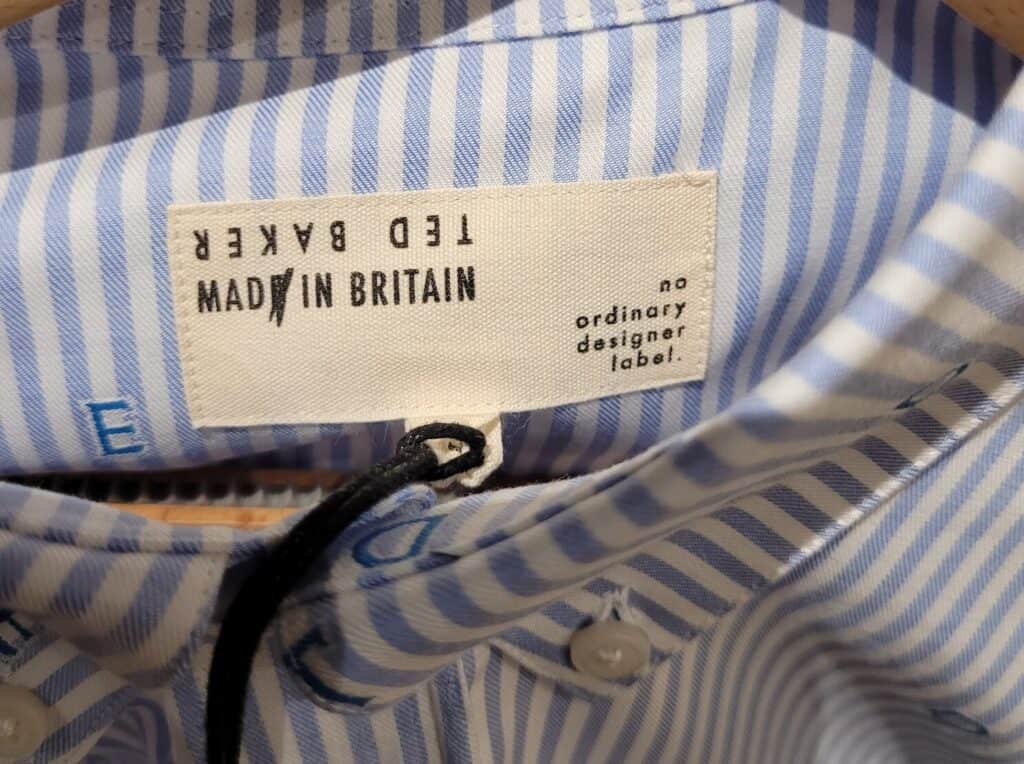 TED BAKER
MAD IN BRITAIN
no
ordinary
designer
label.
E
D